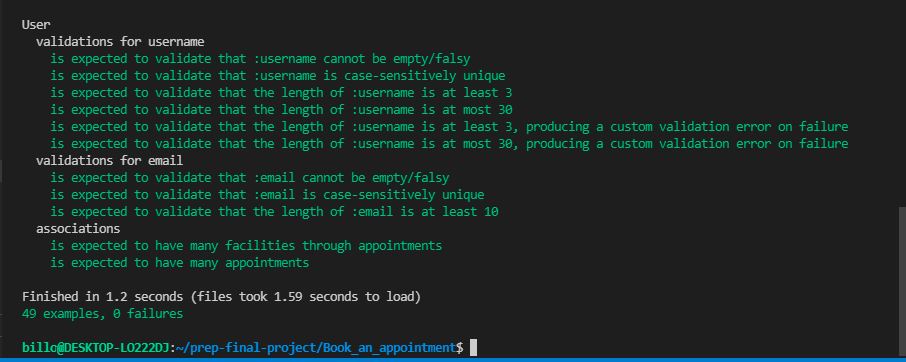 User
validations for username
is expected to validate that :username cannot be empty/falsy
is expected to validate that :username is case-sensitively unique
is expected to validate that the length of :username is at least 3
is expected to validate that the length of :username is at most 30
is expected to validate that the length of :username is at least 3, producing a custom validation error on failure
is expected to validate that the length of :username is at most 30, producing a custom validation error on failure
validations for email
is expected to validate that :email cannot be empty/falsy
is expected to validate that :email is case-sensitively unique
is expected to validate that the length of :email is at least 10
associations
is expected to have many facilities through appointments
is expected to have many appointments
Finished in 1.2 seconds (files took 1.59 seconds to load)
49 examples, 0 failures
billo@DESKTOP-LO222DJ:~/prep-final-project/Book_an_appointment$